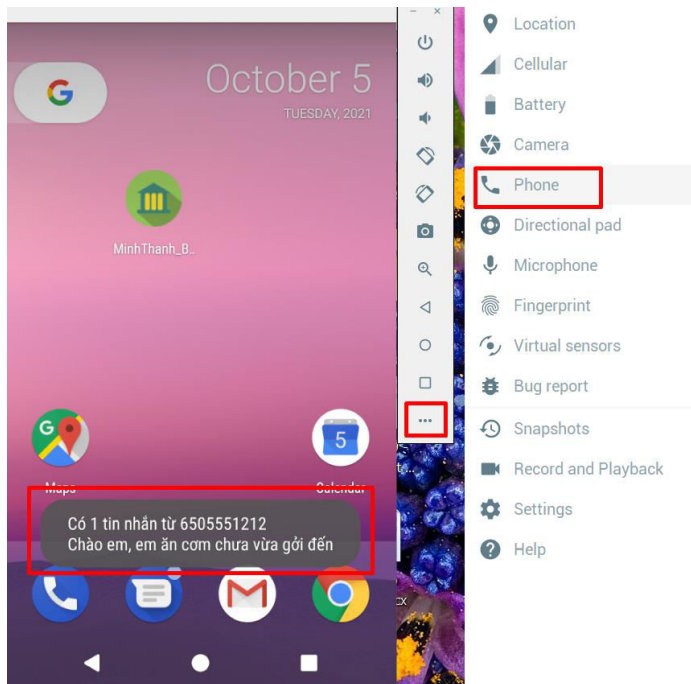 October 5
TUESDAY, 2021
MinhThanh_B..
G
5
Maps
Calendar
Có 1 tin nhắn từ 6505551212
Chào em, em ăn cơm chưa vừa gởi đến
t...
cx
Location
Cellular
Battery
Camera
Phone
Directional pad
Microphone
Fingerprint
Virtual sensors
Bug report
Snapshots
Record and Playback
Settings
Help